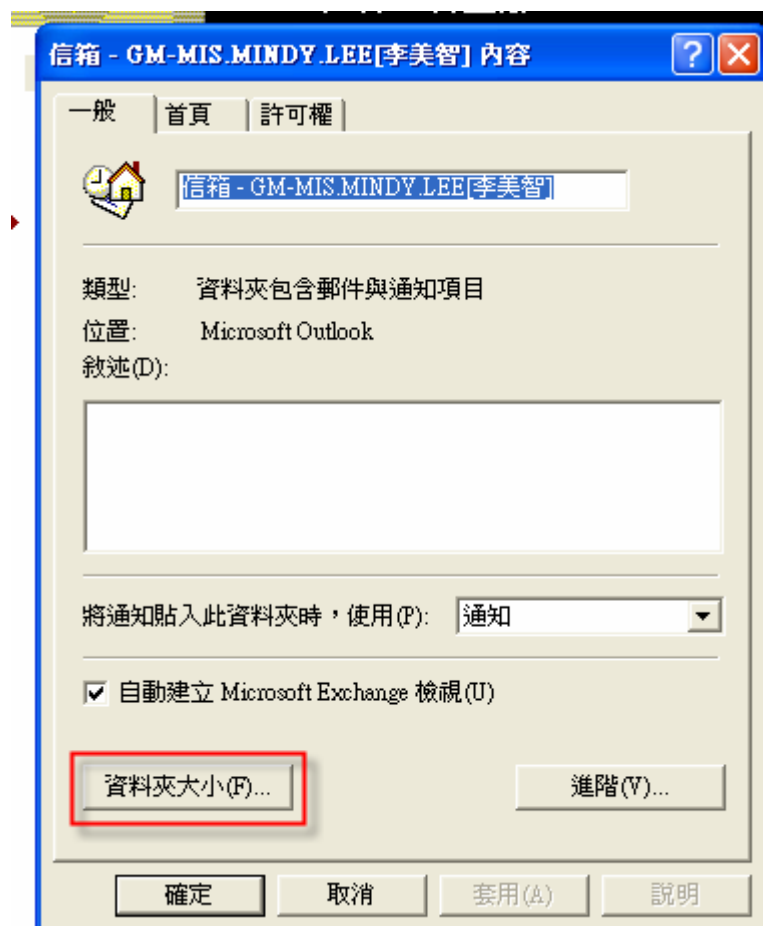 信箱 - GM-MIS.MINDY.LEE[李美智] 內容
一般 首頁 許可權
信箱 - GM-MIS.MINDY.LEE[李美智]
類型: 資料夾包含郵件與通知項目
位置: Microsoft Outlook
敘述(D):
將通知貼入此資料夾時，使用(P): 通知
自動建立 Microsoft Exchange 檢視(U)
資料夾大小(F)... 進階(V)...
確定 取消 套用(A) 說明